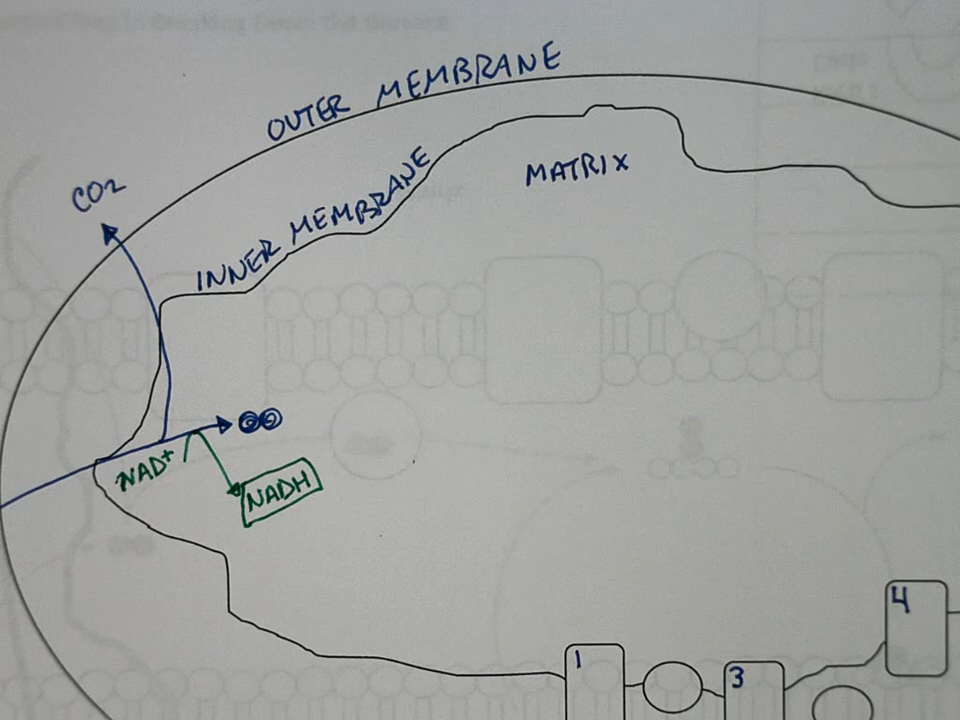 OUTER MEMBRANE
CO2
INNER MEMBRANE
MATRIX
NAD+
NADH
1
3
4